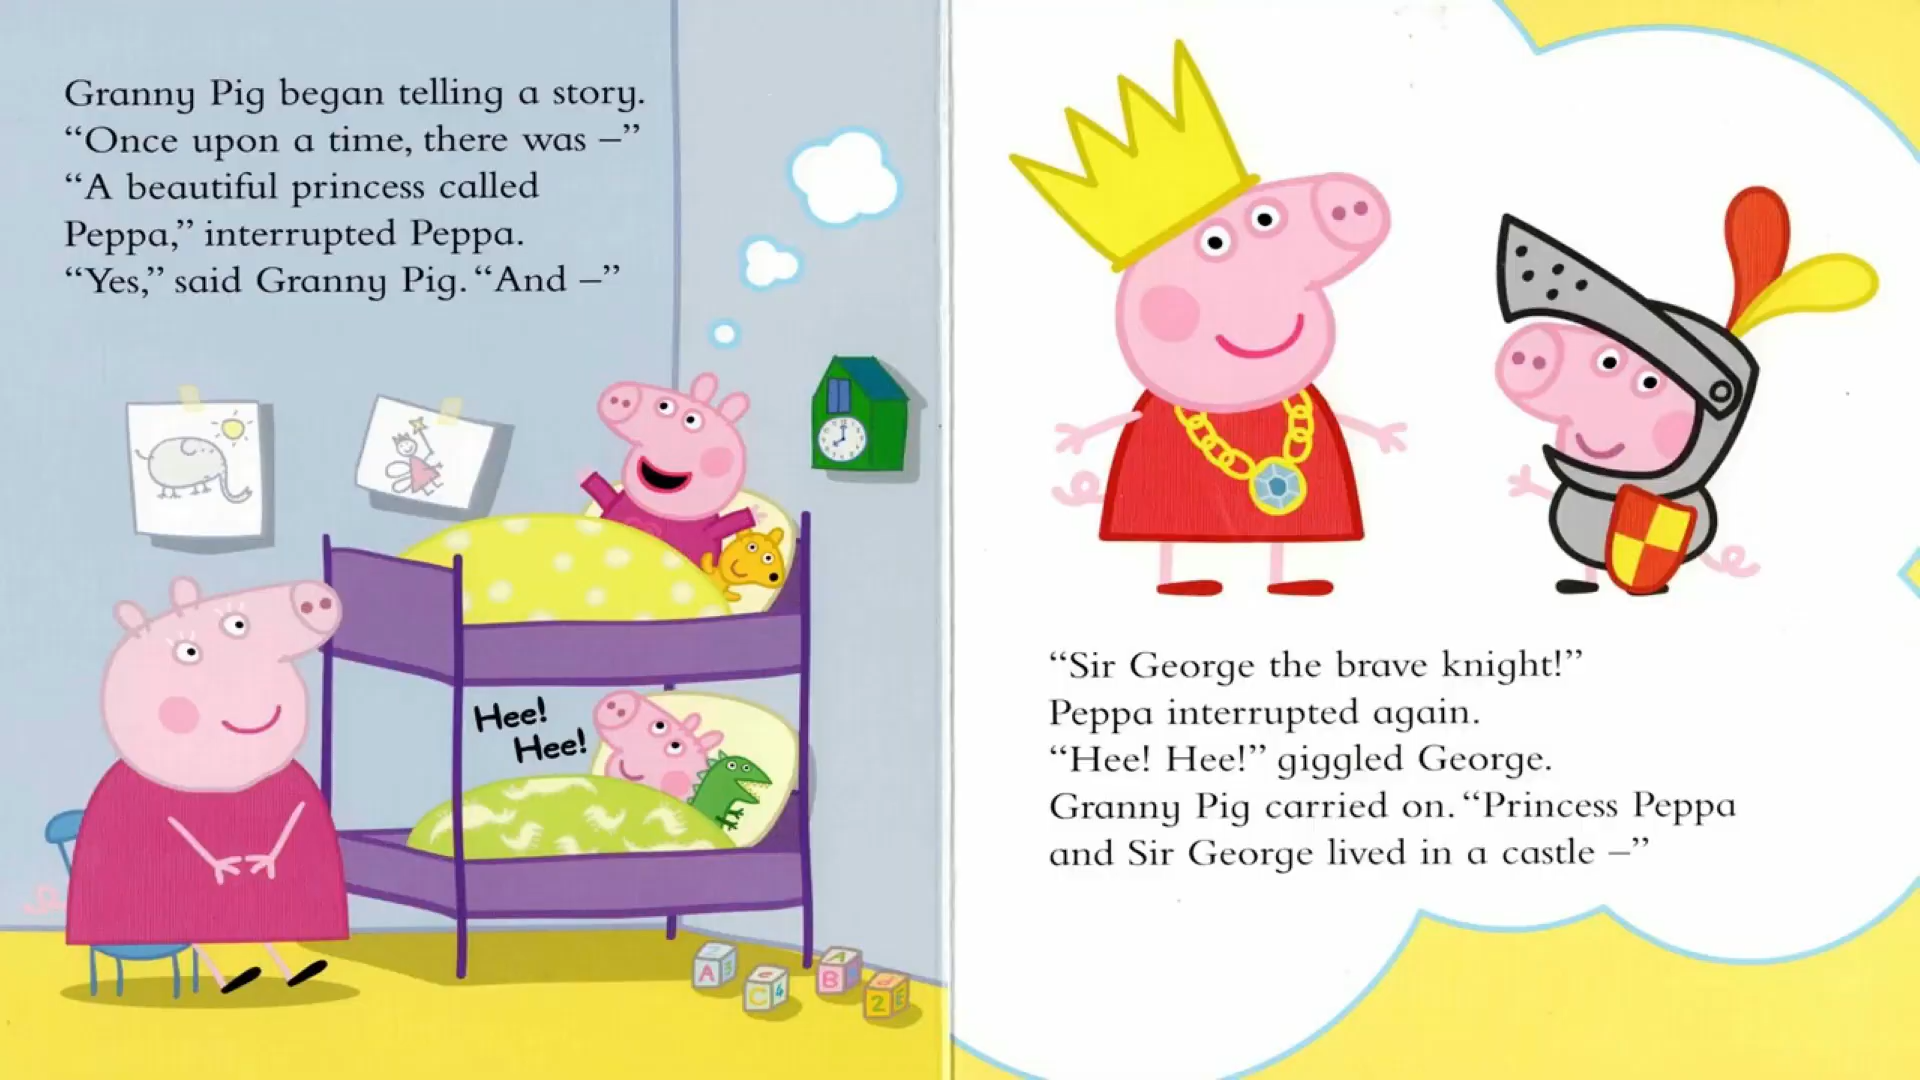 Granny Pig began telling a story.
“Once upon a time, there was –”
“A beautiful princess called
Peppa,” interrupted Peppa.
“Yes,” said Granny Pig. “And –”
Hee!
Hee!
A
C 4
A
B
d
2 E
“Sir George the brave knight!”
Peppa interrupted again.
“Hee! Hee!” giggled George.
Granny Pig carried on. “Princess Peppa
and Sir George lived in a castle –”